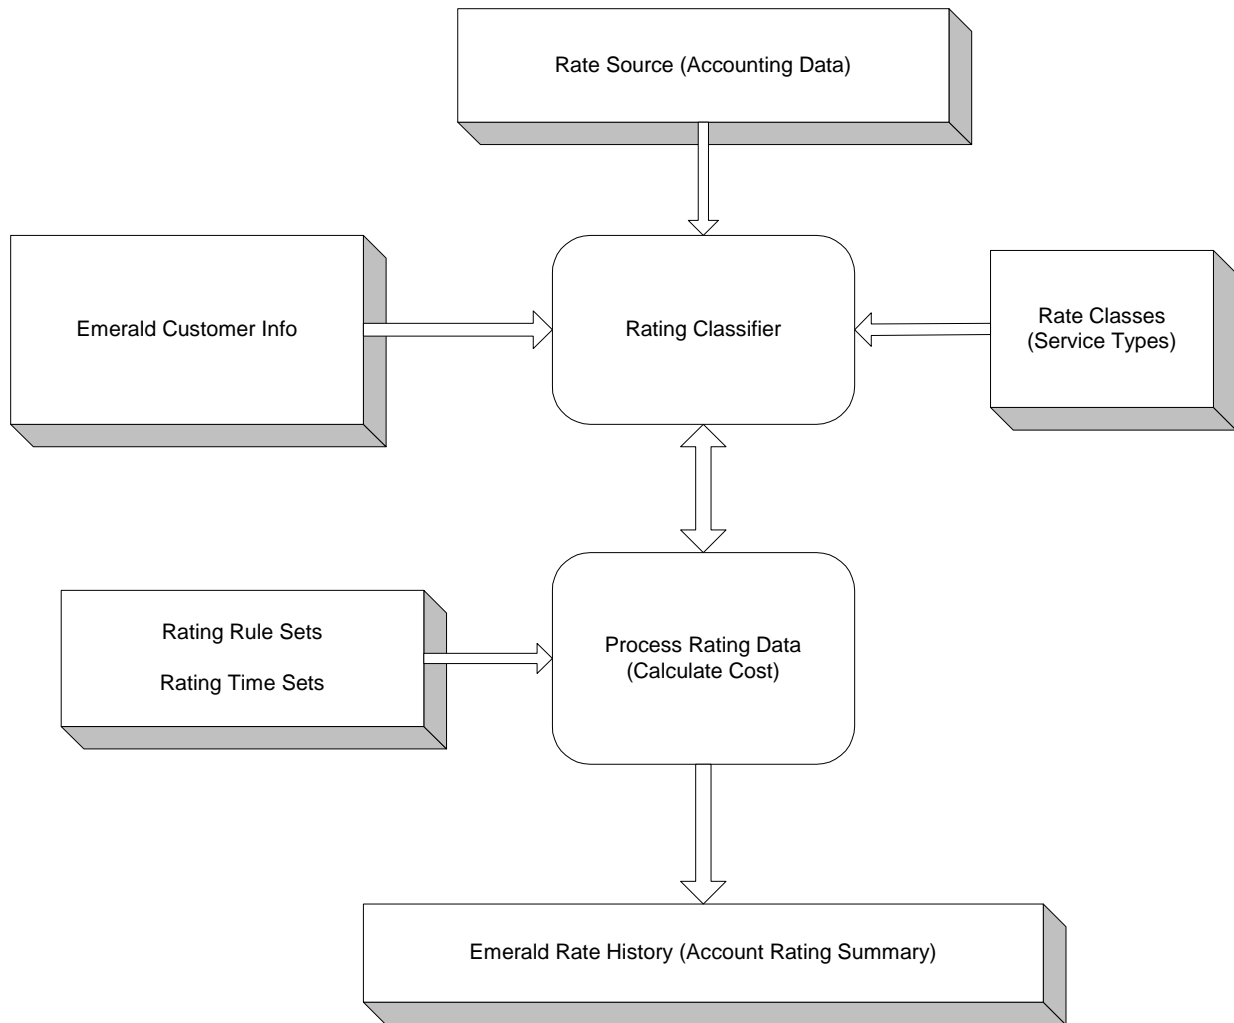 Rate Source (Accounting Data)
Emerald Customer Info
Rating Classifier
Rate Classes
(Service Types)
Rating Rule Sets
Rating Time Sets
Process Rating Data
(Calculate Cost)
Emerald Rate History (Account Rating Summary)